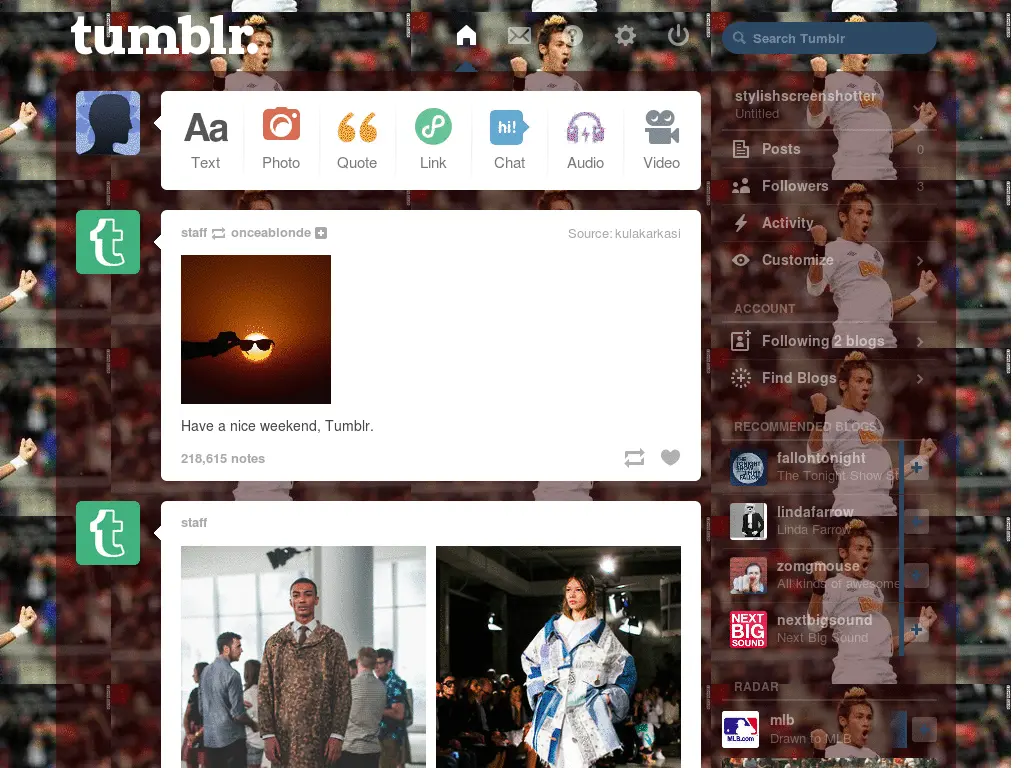 tumblr.
Search Tumblr
Aa
hi!
Text
Photo
Quote
Link
Chat
Audio
Video
staff onceablonde
Source: kulakarkasi
Have a nice weekend, Tumblr.
218,615 notes
staff
stylishscreenshotter
Untitled
Posts 0
Followers 3
Activity
Customize
ACCOUNT
Following 2 blogs
Find Blogs
RECOMMENDED BLOGS
fallontonight
The Tonight Show
lindafarrow
Linda Farrow
zomgmouse
All kinds of awesome
NEXT
BIG
SOUND
nextbigsound
Next Big Sound
RADAR
MLB.com
mlb
Drawn to MLB